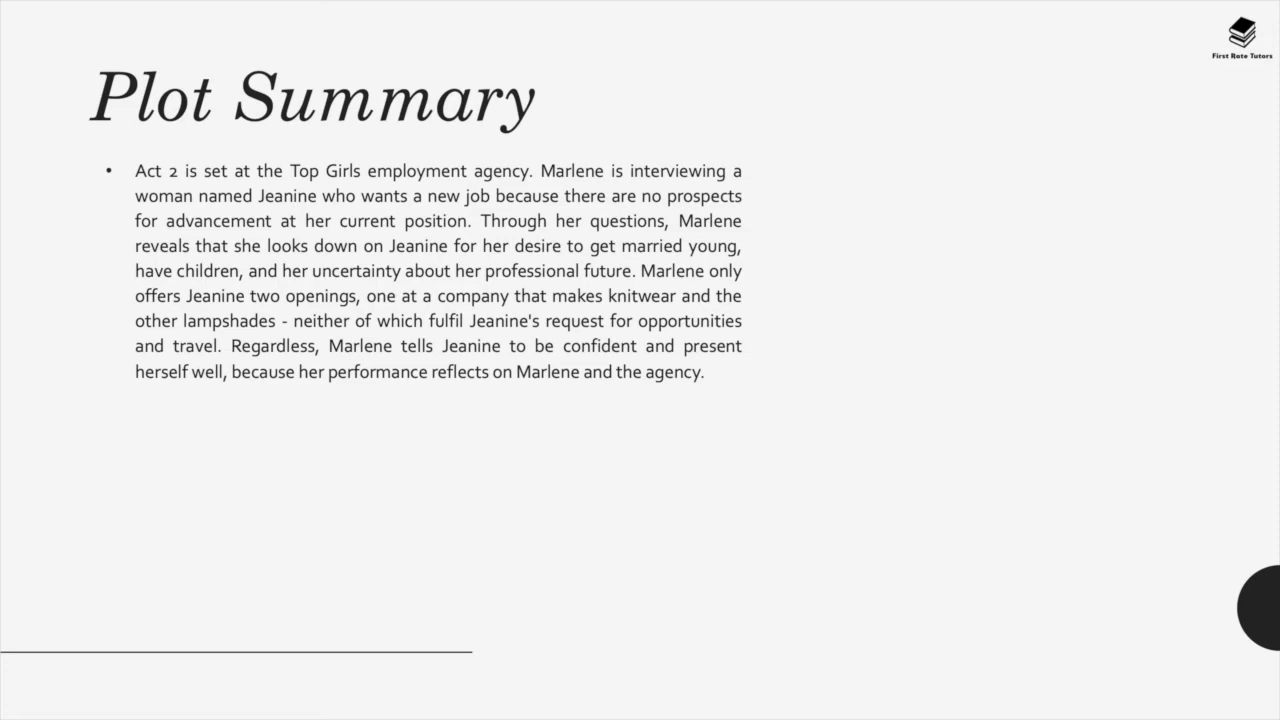 First Rate Tutors
Plot Summary
• Act 2 is set at the Top Girls employment agency. Marlene is interviewing a
woman named Jeanine who wants a new job because there are no prospects
for advancement at her current position. Through her questions, Marlene
reveals that she looks down on Jeanine for her desire to get married young,
have children, and her uncertainty about her professional future. Marlene only
offers Jeanine two openings, one at a company that makes knitwear and the
other lampshades - neither of which fulfil Jeanine's request for opportunities
and travel. Regardless, Marlene tells Jeanine to be confident and present
herself well, because her performance reflects on Marlene and the agency.